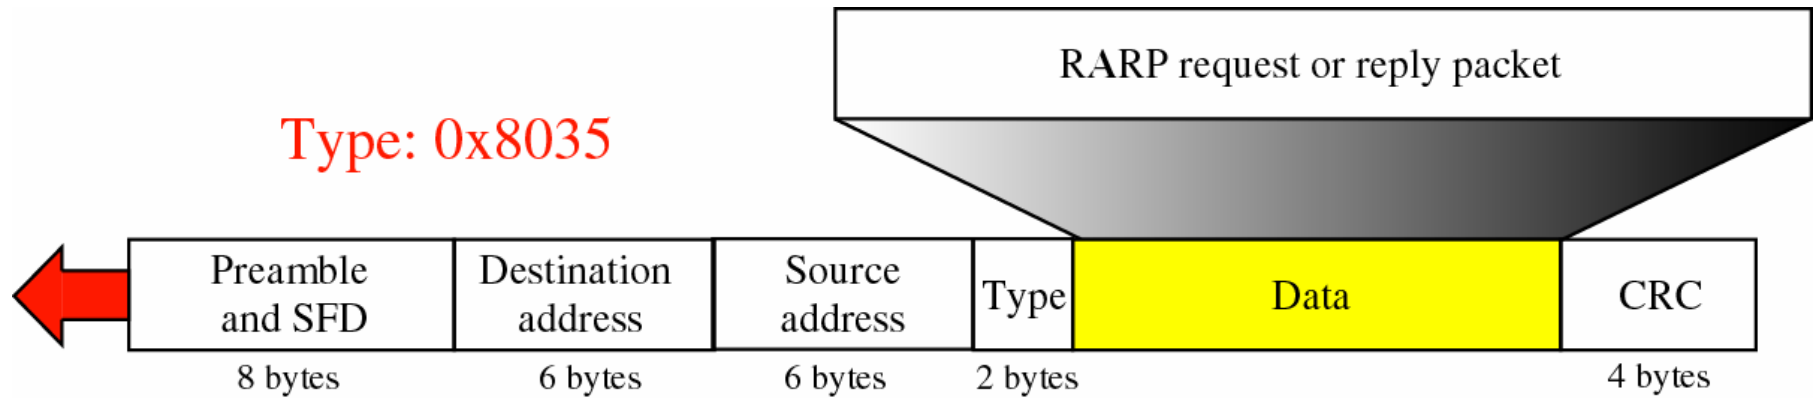 RARP request or reply packet
Type: 0x8035
Preamble
and SFD
Destination
address
Source
address
Type
Data
CRC
8 bytes
6 bytes
6 bytes
2 bytes
4 bytes